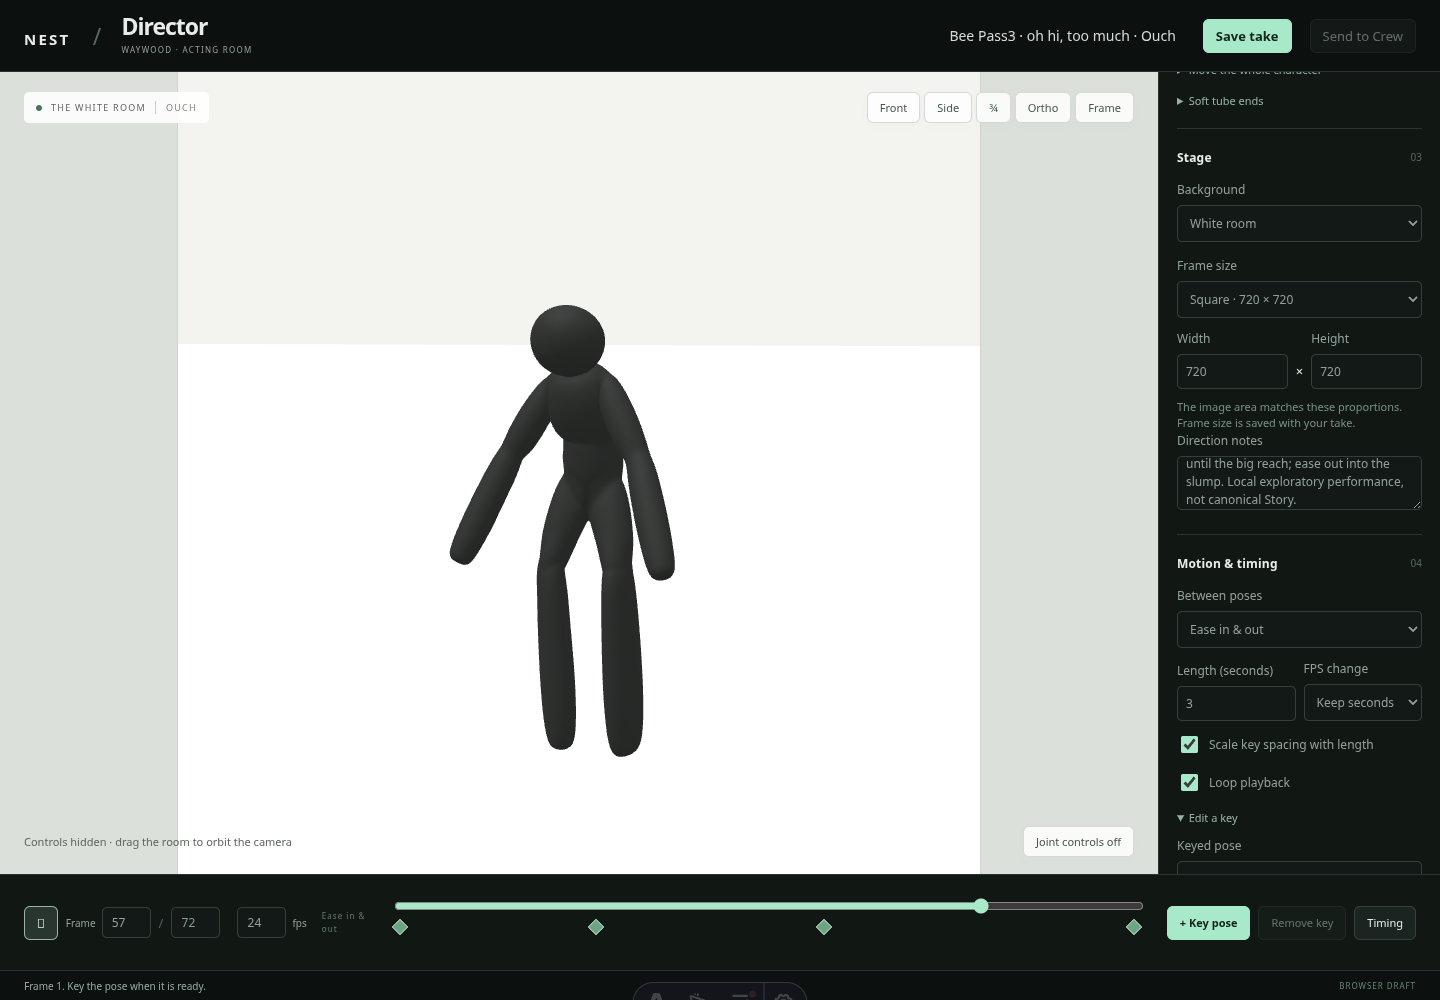 NEST / Director
WAYWOOD · ACTING ROOM
Bee Pass3 · oh hi, too much · Ouch
Save take
Send to Crew
THE WHITE ROOM | OUCH
Front
Side
¾
Ortho
Frame
Move the whole character
Soft tube ends
Stage
03
Background
White room
Frame size
Square · 720 × 720
Width
Height
720 × 720
The image area matches these proportions.
Frame size is saved with your take.
Direction notes
until the big reach; ease out into the
slump. Local exploratory performance,
not canonical Story.
Motion & timing
04
Between poses
Ease in & out
Length (seconds)
FPS change
3
Keep seconds
Scale key spacing with length
Loop playback
Edit a key
Keyed pose
Controls hidden · drag the room to orbit the camera
Joint controls off
Frame 57 / 72 24 fps
Ease in &
out
+ Key pose
Remove key
Timing
Frame 1. Key the pose when it is ready.
BROWSER DRAFT